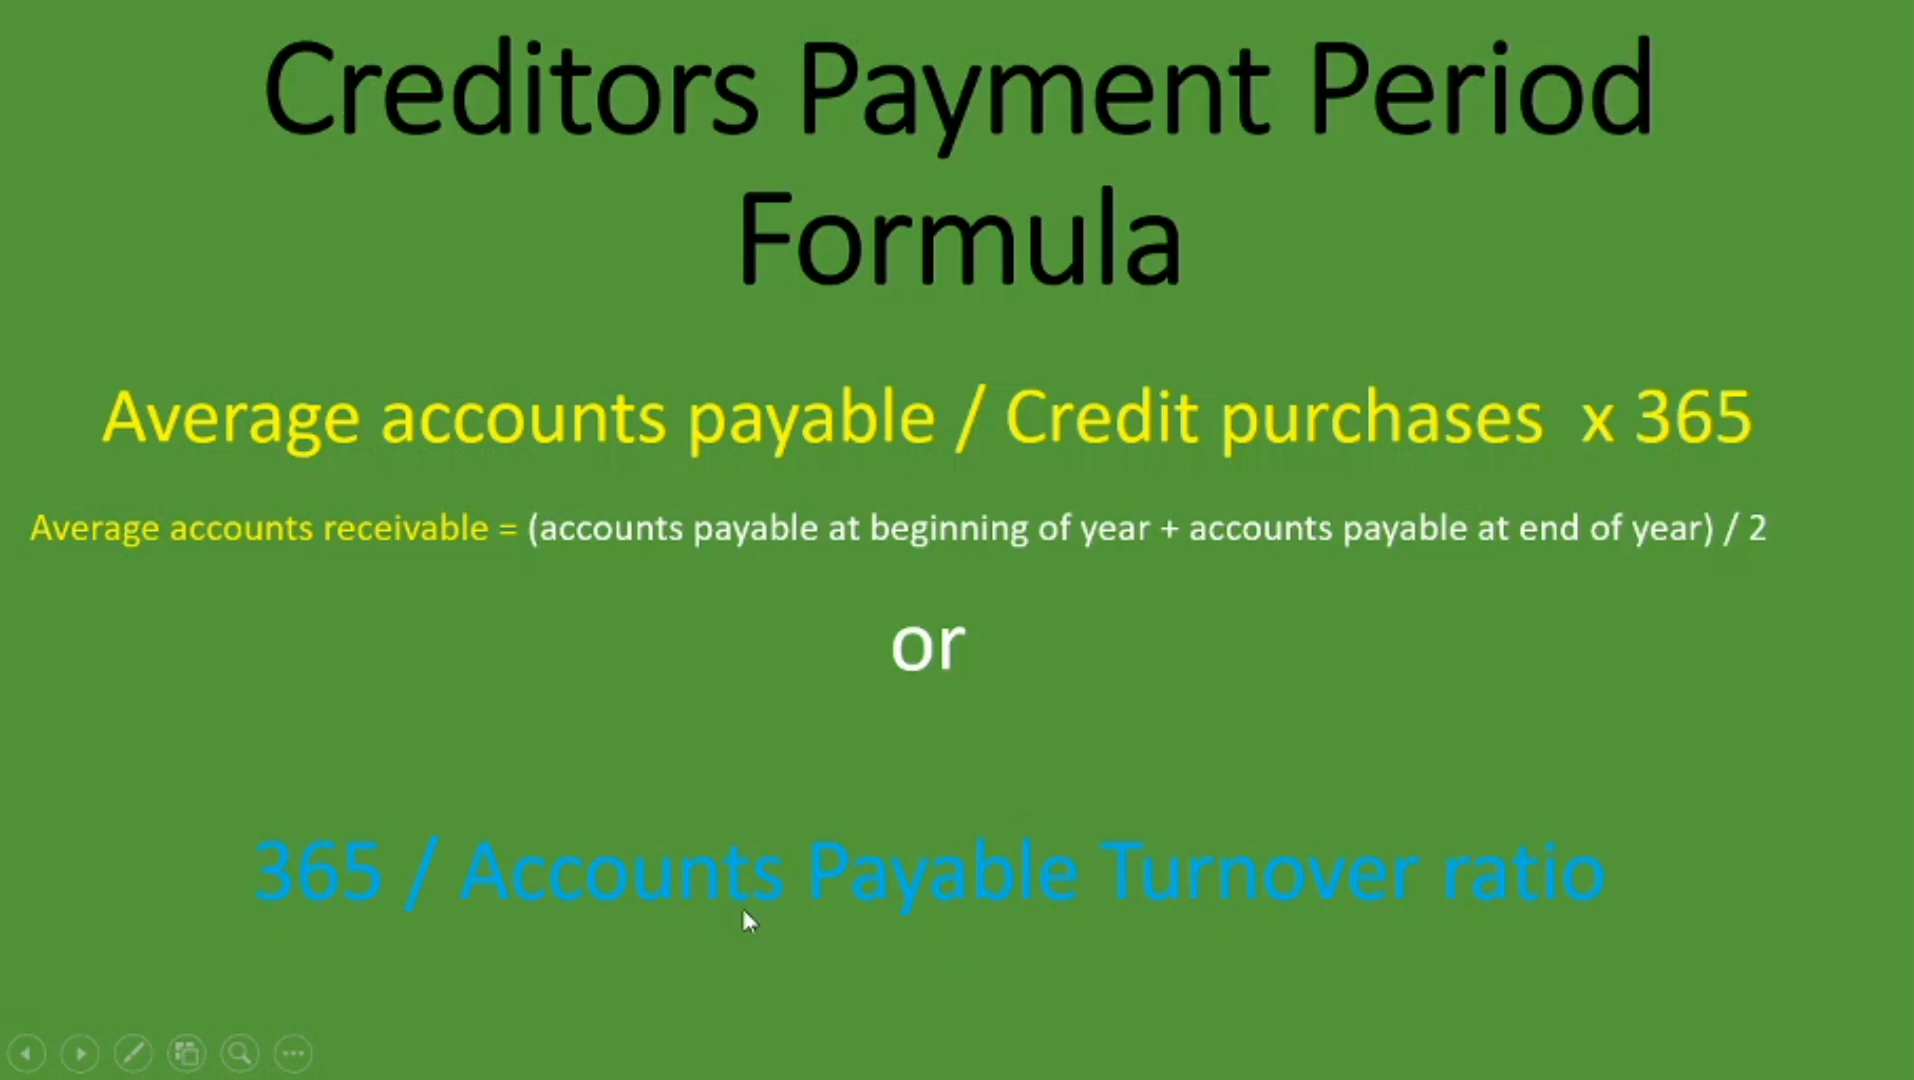 Creditors Payment Period
Formula
Average accounts payable / Credit purchases x 365
Average accounts receivable = (accounts payable at beginning of year + accounts payable at end of year) / 2
or
365 / Accounts Payable Turnover ratio